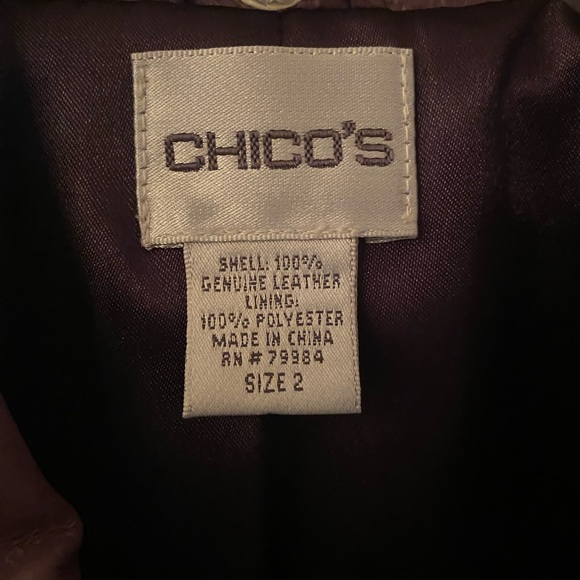 CHICO'S
SHELL: 100%
GENUINE LEATHER
LINING:
100% POLYESTER
MADE IN CHINA
RN # 79984
SIZE 2